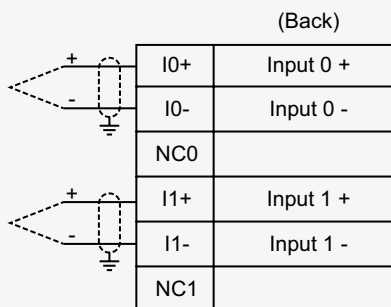 (Back)
+ I0+ Input 0 +
- I0- Input 0 -
NC0
+ I1+ Input 1 +
- I1- Input 1 -
NC1